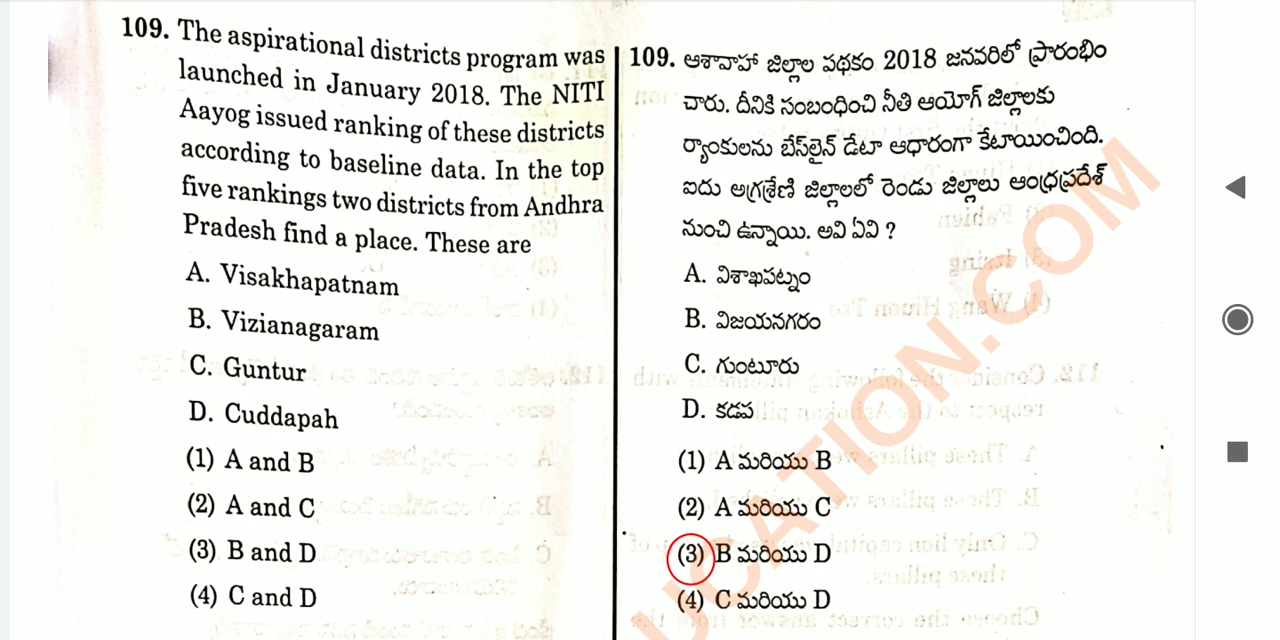 109. The aspirational districts program was
launched in January 2018. The NITI
Aayog issued ranking of these districts
according to baseline data. In the top
five rankings two districts from Andhra
Pradesh find a place. These are
A. Visakhapatnam
B. Vizianagaram
C. Guntur
D. Cuddapah
(1) A and B
(2) A and C
(3) B and D
(4) C and D
109. ఆశావాహా జిల్లాల పథకం 2018 జనవరిలో ప్రారంభిం
చారు. దీనికి సంబంధించి నీతి ఆయోగ్ జిల్లాలకు
ర్యాంకులను బేస్‌లైన్ డేటా ఆధారంగా కేటాయించింది.
ఐదు అగ్రశ్రేణి జిల్లాలలో రెండు జిల్లాలు ఆంధ్రప్రదేశ్
నుంచి ఉన్నాయి. అవి ఏవి ?
A. విశాఖపట్నం
B. విజయనగరం
C. గుంటూరు
D. కడప
(1) A మరియు B
(2) A మరియు C
(3) B మరియు D
(4) C మరియు D
UCATION.COM